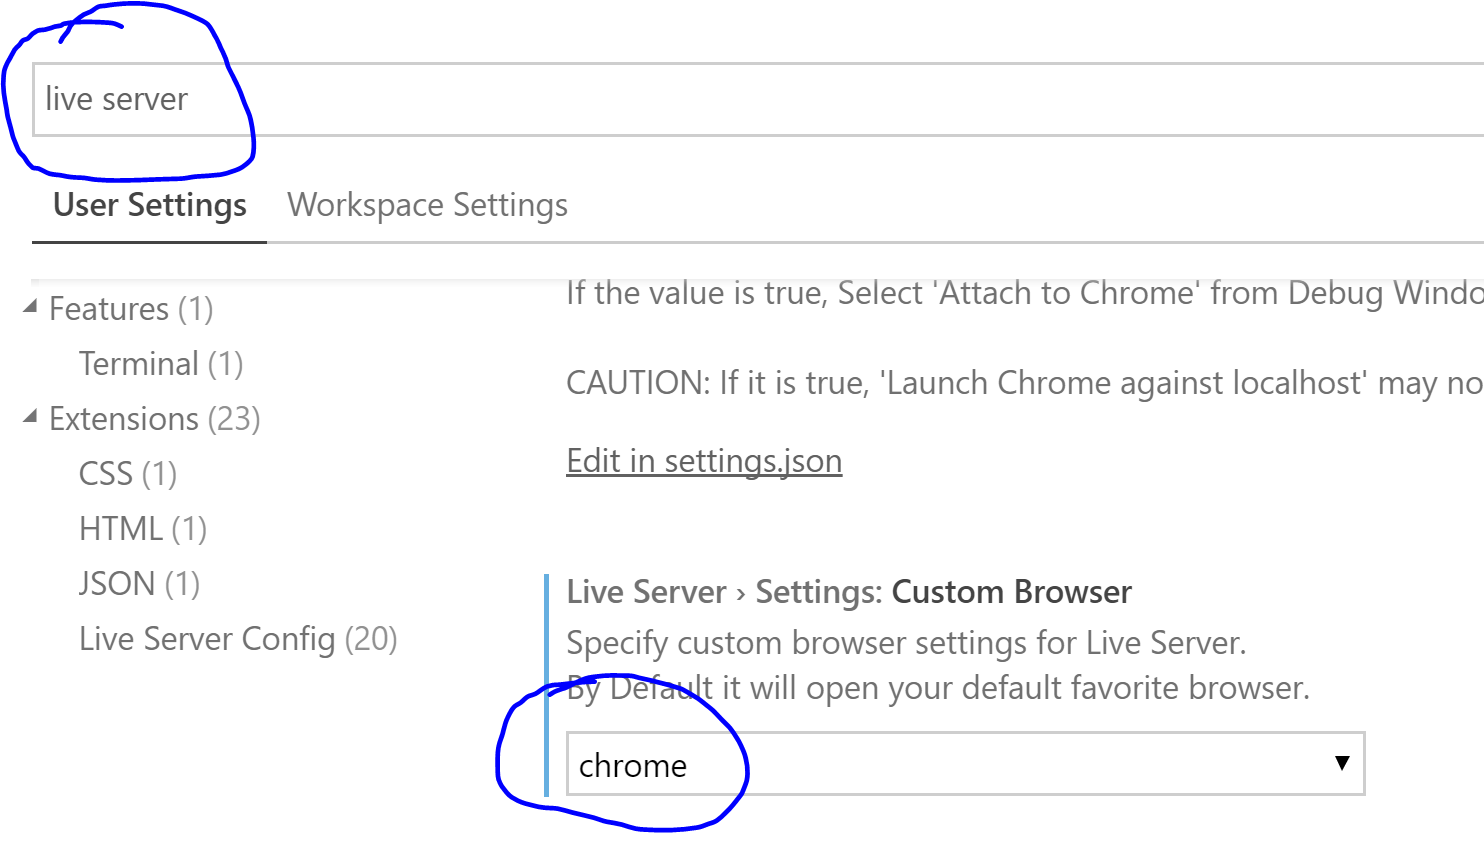 live server
User Settings Workspace Settings
Features (1)
Terminal (1)
Extensions (23)
CSS (1)
HTML (1)
JSON (1)
Live Server Config (20)
If the value is true, Select 'Attach to Chrome' from Debug Windo
CAUTION: If it is true, 'Launch Chrome against localhost' may no
Edit in settings.json
Live Server › Settings: Custom Browser
Specify custom browser settings for Live Server.
By Default it will open your default favorite browser.
chrome